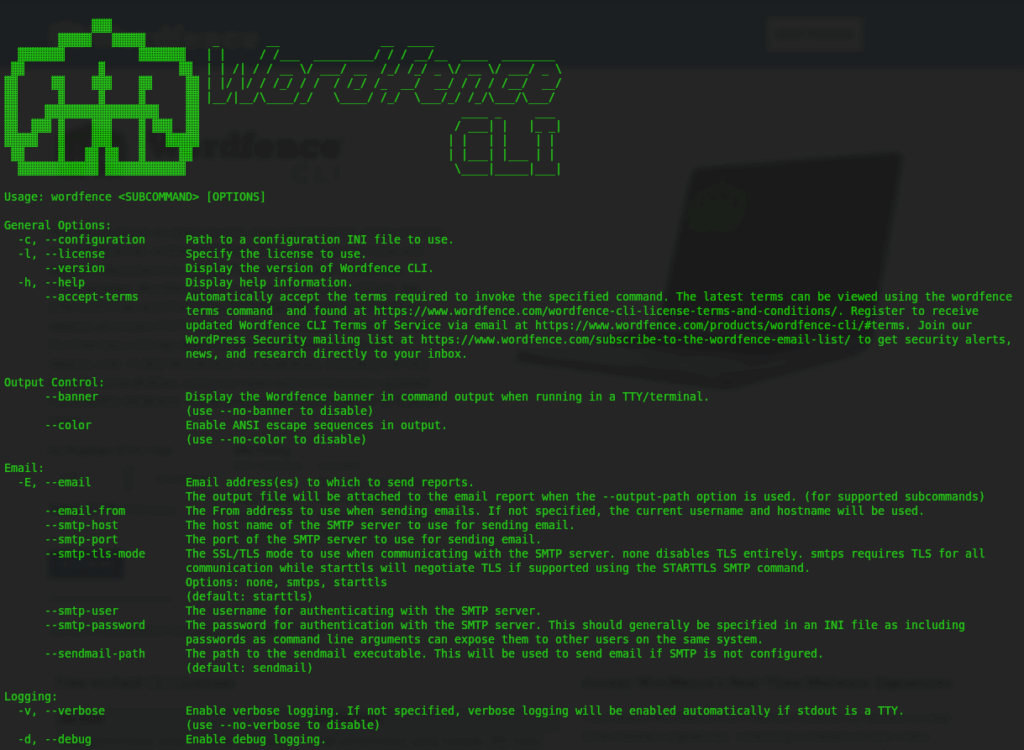 Wordfence
CLI
Usage: wordfence <SUBCOMMAND> [OPTIONS]
General Options:
-c, --configuration Path to a configuration INI file to use.
-l, --license Specify the license to use.
--version Display the version of Wordfence CLI.
-h, --help Display help information.
--accept-terms Automatically accept the terms required to invoke the specified command. The latest terms can be viewed using the wordfence
terms command  and found at https://www.wordfence.com/wordfence-cli-license-terms-and-conditions/. Register to receive
updated Wordfence CLI Terms of Service via email at https://www.wordfence.com/products/wordfence-cli/#terms. Join our
WordPress Security mailing list at https://www.wordfence.com/subscribe-to-the-wordfence-email-list/ to get security alerts,
news, and research directly to your inbox.
Output Control:
--banner Display the Wordfence banner in command output when running in a TTY/terminal.
(use --no-banner to disable)
--color Enable ANSI escape sequences in output.
(use --no-color to disable)
Email:
-E, --email Email address(es) to which to send reports.
The output file will be attached to the email report when the --output-path option is used. (for supported subcommands)
--email-from The From address to use when sending emails. If not specified, the current username and hostname will be used.
--smtp-host The host name of the SMTP server to use for sending email.
--smtp-port The port of the SMTP server to use for sending email.
--smtp-tls-mode The SSL/TLS mode to use when communicating with the SMTP server. none disables TLS entirely. smtps requires TLS for all
communication while starttls will negotiate TLS if supported using the STARTTLS SMTP command.
Options: none, smtps, starttls
(default: starttls)
--smtp-user The username for authenticating with the SMTP server.
--smtp-password The password for authentication with the SMTP server. This should generally be specified in an INI file as including
passwords as command line arguments can expose them to other users on the same system.
--sendmail-path The path to the sendmail executable. This will be used to send email if SMTP is not configured.
(default: sendmail)
Logging:
-v, --verbose Enable verbose logging. If not specified, verbose logging will be enabled automatically if stdout is a TTY.
(use --no-verbose to disable)
-d, --debug Enable debug logging.